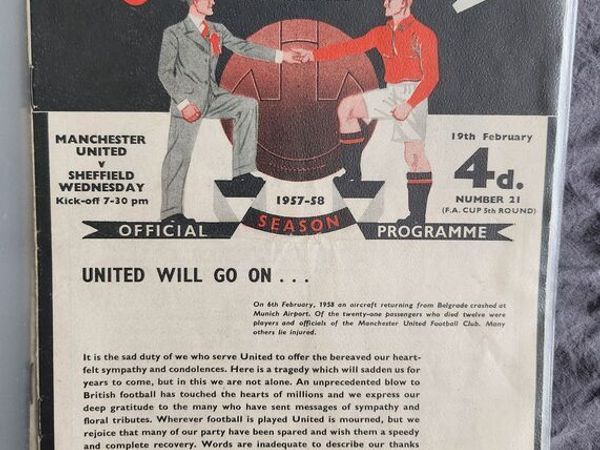 MANCHESTER
UNITED
v
SHEFFIELD
WEDNESDAY
Kick-off 7-30 pm
19th February
4d.
NUMBER 21
(F.A. CUP 5th ROUND)
1957-58
OFFICIAL SEASON PROGRAMME
UNITED WILL GO ON . . .
On 6th February, 1958 an aircraft returning from Belgrade crashed at
Munich Airport. Of the twenty-one passengers who died twelve were
players and officials of the Manchester United Football Club. Many
others lie injured.
It is the sad duty of we who serve United to offer the bereaved our heart-
felt sympathy and condolences. Here is a tragedy which will sadden us for
years to come, but in this we are not alone. An unprecedented blow to
British football has touched the hearts of millions and we express our
deep gratitude to the many who have sent messages of sympathy and
floral tributes. Wherever football is played United is mourned, but we
rejoice that many of our party have been spared and wish them a speedy
and complete recovery. Words are inadequate to describe our thanks